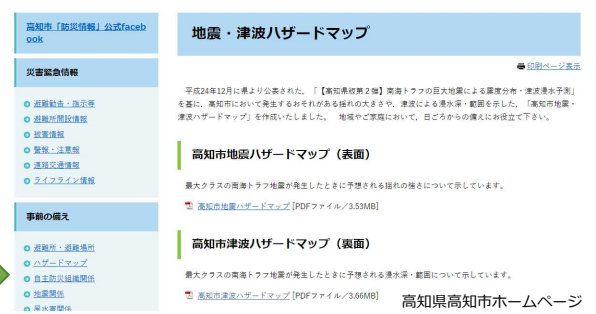 高知市「防災情報」公式faceb
ook
災害緊急情報
避難勧告・指示等
避難所開設情報
被害情報
警報・注意報
道路交通情報
ライフライン情報
事前の備え
避難所・避難場所
ハザードマップ
自主防災組織関係
地震関係
風水害関係
地震・津波ハザードマップ
印刷ページ表示
平成24年12月に県より公表された，「【高知県版第２弾】南海トラフの巨大地震による震度分布・津波浸水予測」
を基に，高知市において発生するおそれがある揺れの大きさや，津波による浸水深・範囲を示した，「高知市地震・
津波ハザードマップ」を作成いたしました。　地域やご家庭において，日ごろからの備えにお役立て下さい。
高知市地震ハザードマップ（表面）
最大クラスの南海トラフ地震が発生したときに予想される揺れの強さについて示しています。
高知市地震ハザードマップ [PDFファイル／3.53MB]
高知市津波ハザードマップ（裏面）
最大クラスの南海トラフ地震が発生したときに予想される浸水深・範囲について示しています。
高知市津波ハザードマップ [PDFファイル／3.66MB]
高知県高知市ホームページ